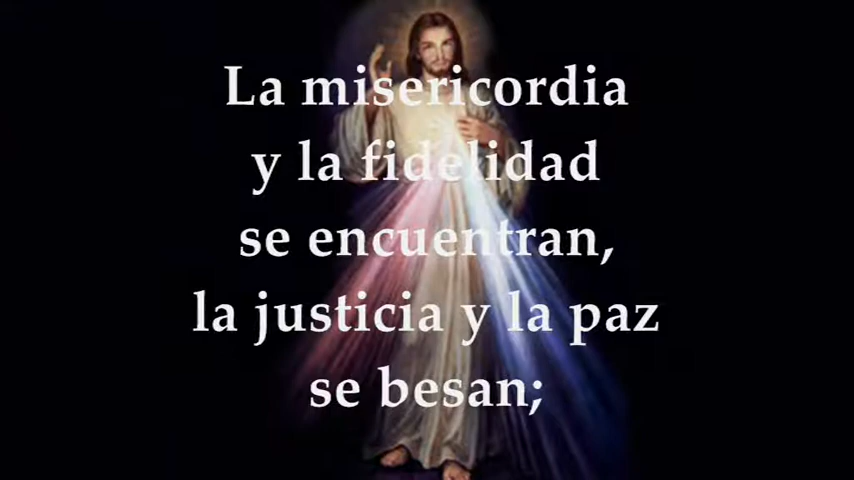 La misericordia
y la fidelidad
se encuentran,
la justicia y la paz
se besan;